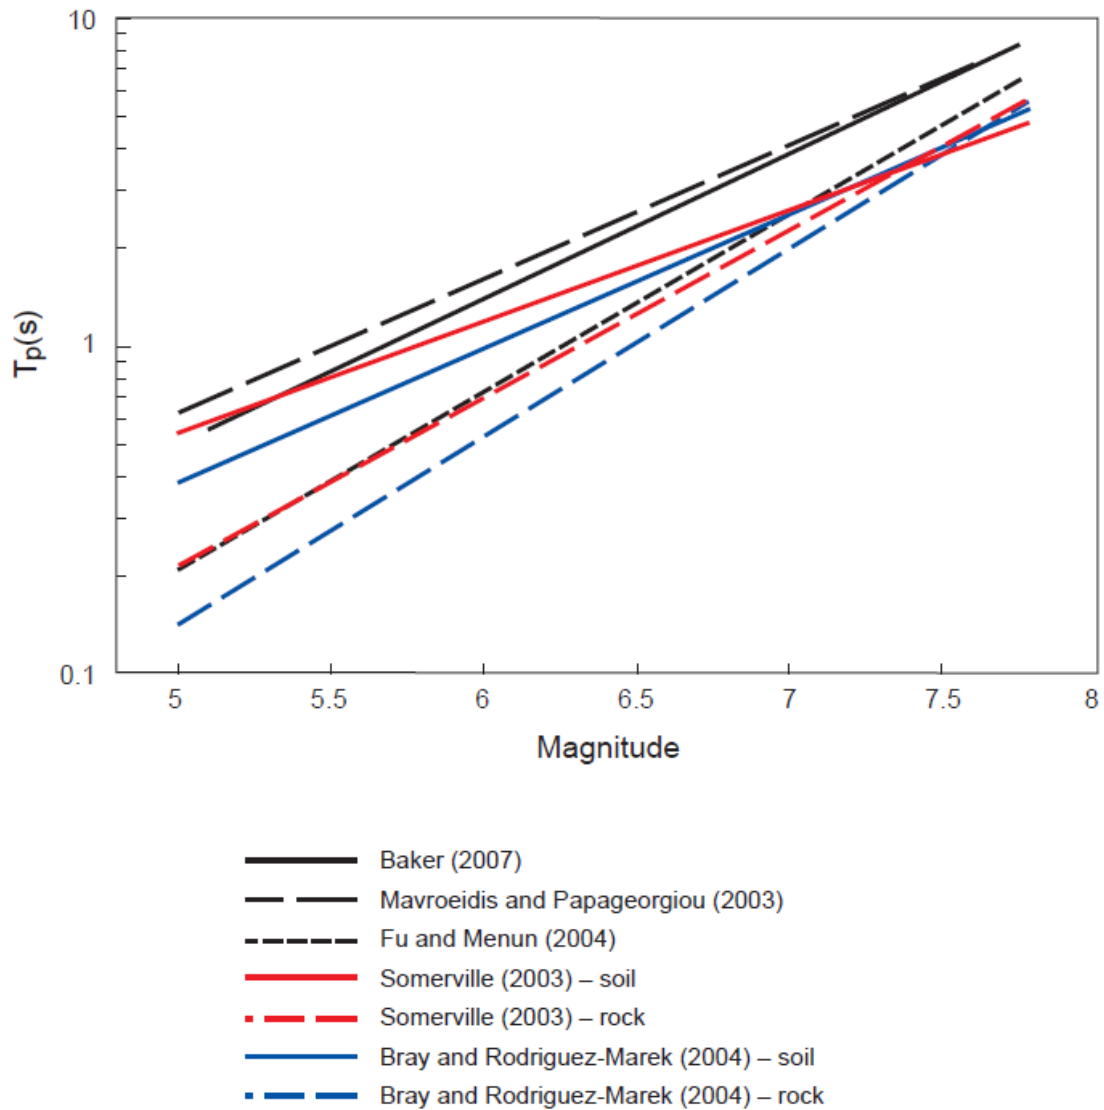 10
1
0.1
Tp(s)
5 5.5 6 6.5 7 7.5 8
Magnitude
Baker (2007)
Mavroeidis and Papageorgiou (2003)
Fu and Menun (2004)
Somerville (2003) – soil
Somerville (2003) – rock
Bray and Rodriguez-Marek (2004) – soil
Bray and Rodriguez-Marek (2004) – rock